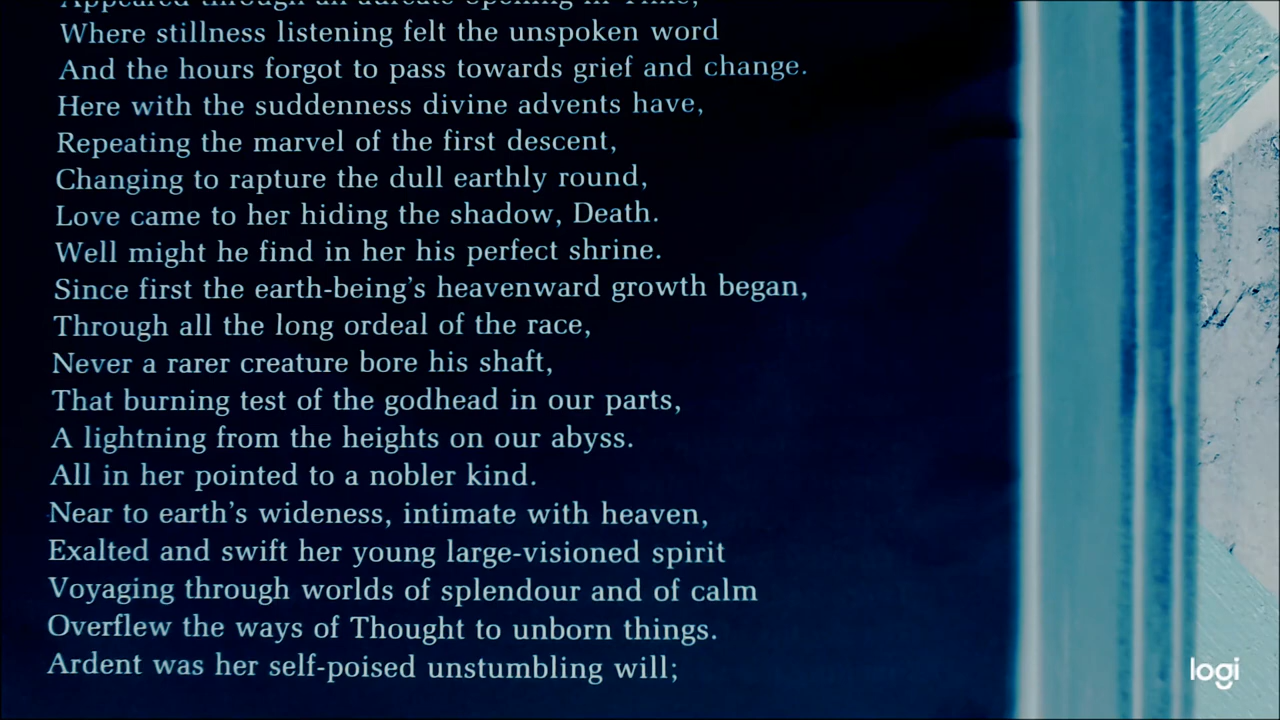 Appeared through an aureate opening in Time,
Where stillness listening felt the unspoken word
And the hours forgot to pass towards grief and change.
Here with the suddenness divine advents have,
Repeating the marvel of the first descent,
Changing to rapture the dull earthly round,
Love came to her hiding the shadow, Death.
Well might he find in her his perfect shrine.
Since first the earth-being’s heavenward growth began,
Through all the long ordeal of the race,
Never a rarer creature bore his shaft,
That burning test of the godhead in our parts,
A lightning from the heights on our abyss.
All in her pointed to a nobler kind.
Near to earth’s wideness, intimate with heaven,
Exalted and swift her young large-visioned spirit
Voyaging through worlds of splendour and of calm
Overflew the ways of Thought to unborn things.
Ardent was her self-poised unstumbling will;
logi